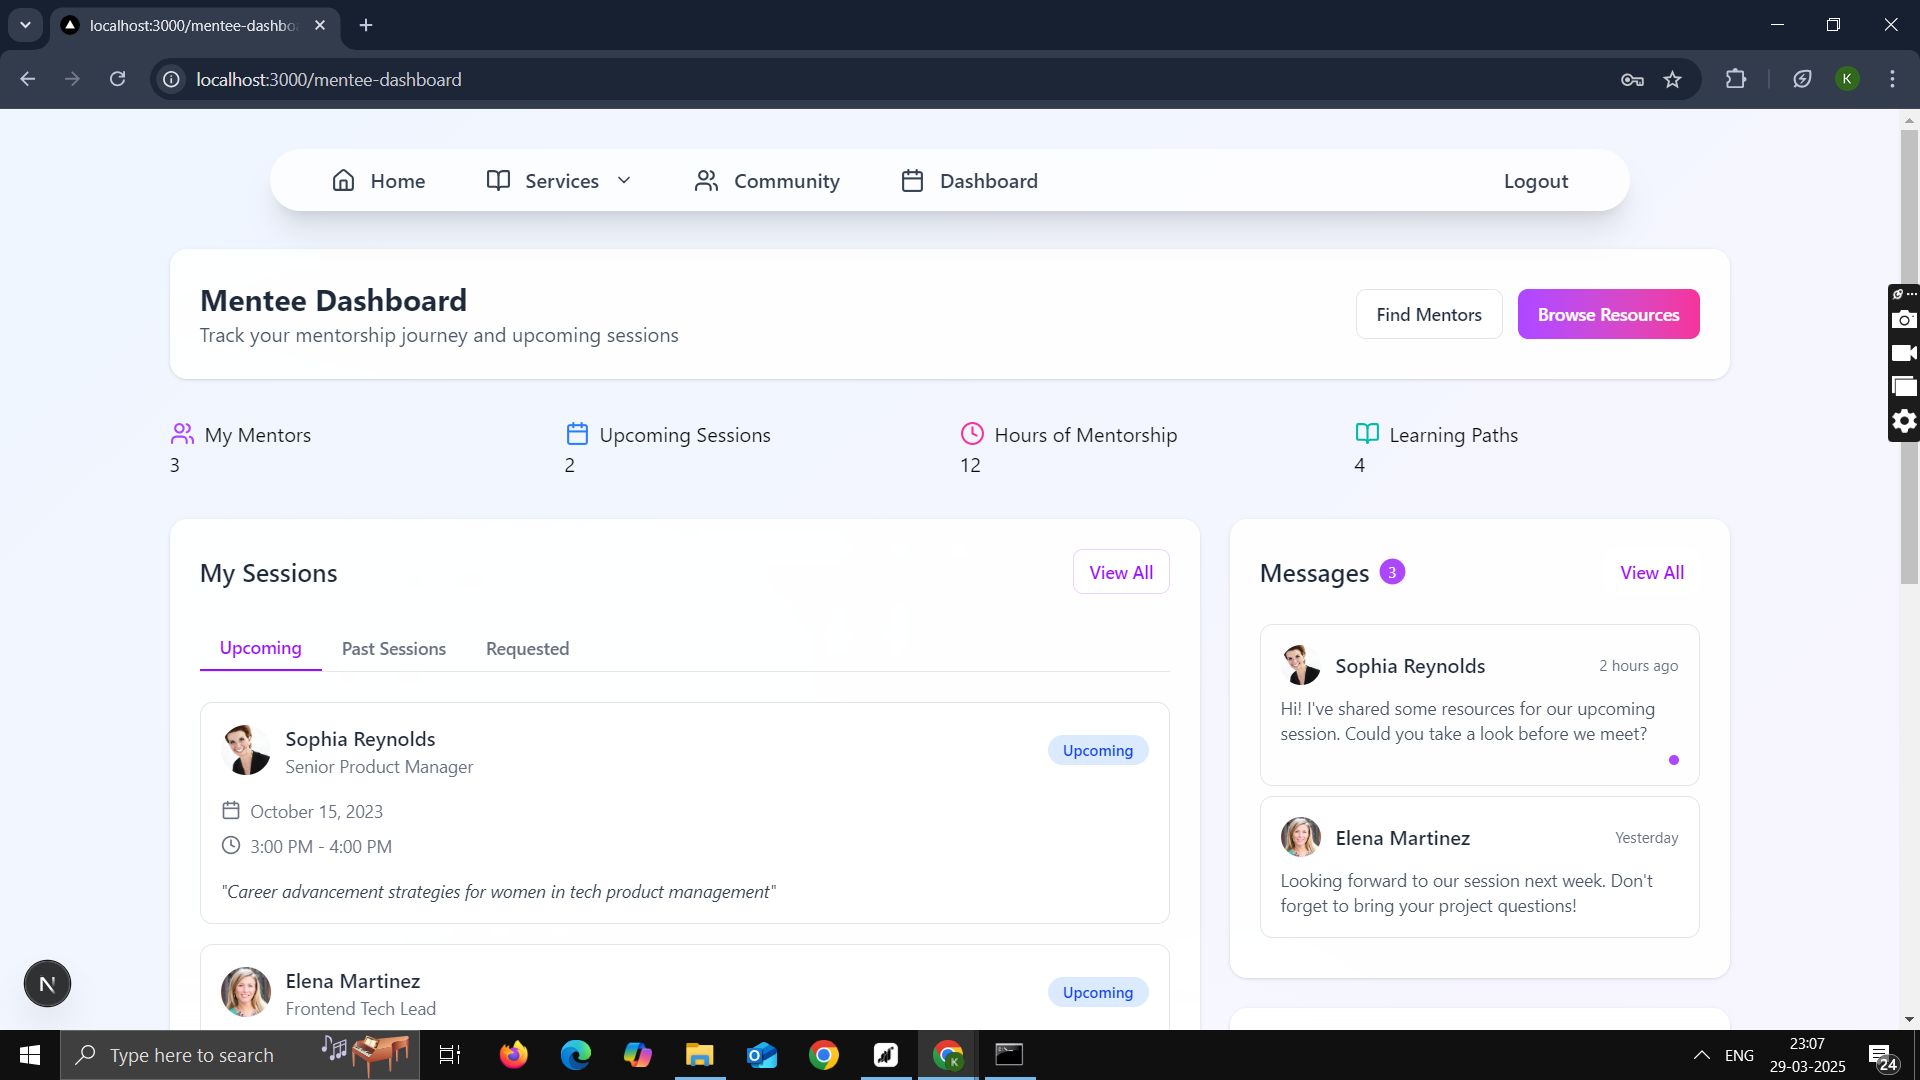 localhost:3000/mentee-dashbo
localhost:3000/mentee-dashboard
K
Home
Services
Community
Dashboard
Logout
Mentee Dashboard
Track your mentorship journey and upcoming sessions
Find Mentors
Browse Resources
My Mentors
3
Upcoming Sessions
2
Hours of Mentorship
12
Learning Paths
4
My Sessions
View All
Upcoming
Past Sessions
Requested
Sophia Reynolds
Senior Product Manager
Upcoming
October 15, 2023
3:00 PM - 4:00 PM
"Career advancement strategies for women in tech product management"
Elena Martinez
Frontend Tech Lead
Upcoming
Messages 3
View All
Sophia Reynolds
2 hours ago
Hi! I've shared some resources for our upcoming
session. Could you take a look before we meet?
Elena Martinez
Yesterday
Looking forward to our session next week. Don't
forget to bring your project questions!
N
Type here to search
K
ENG
23:07
29-03-2025
24